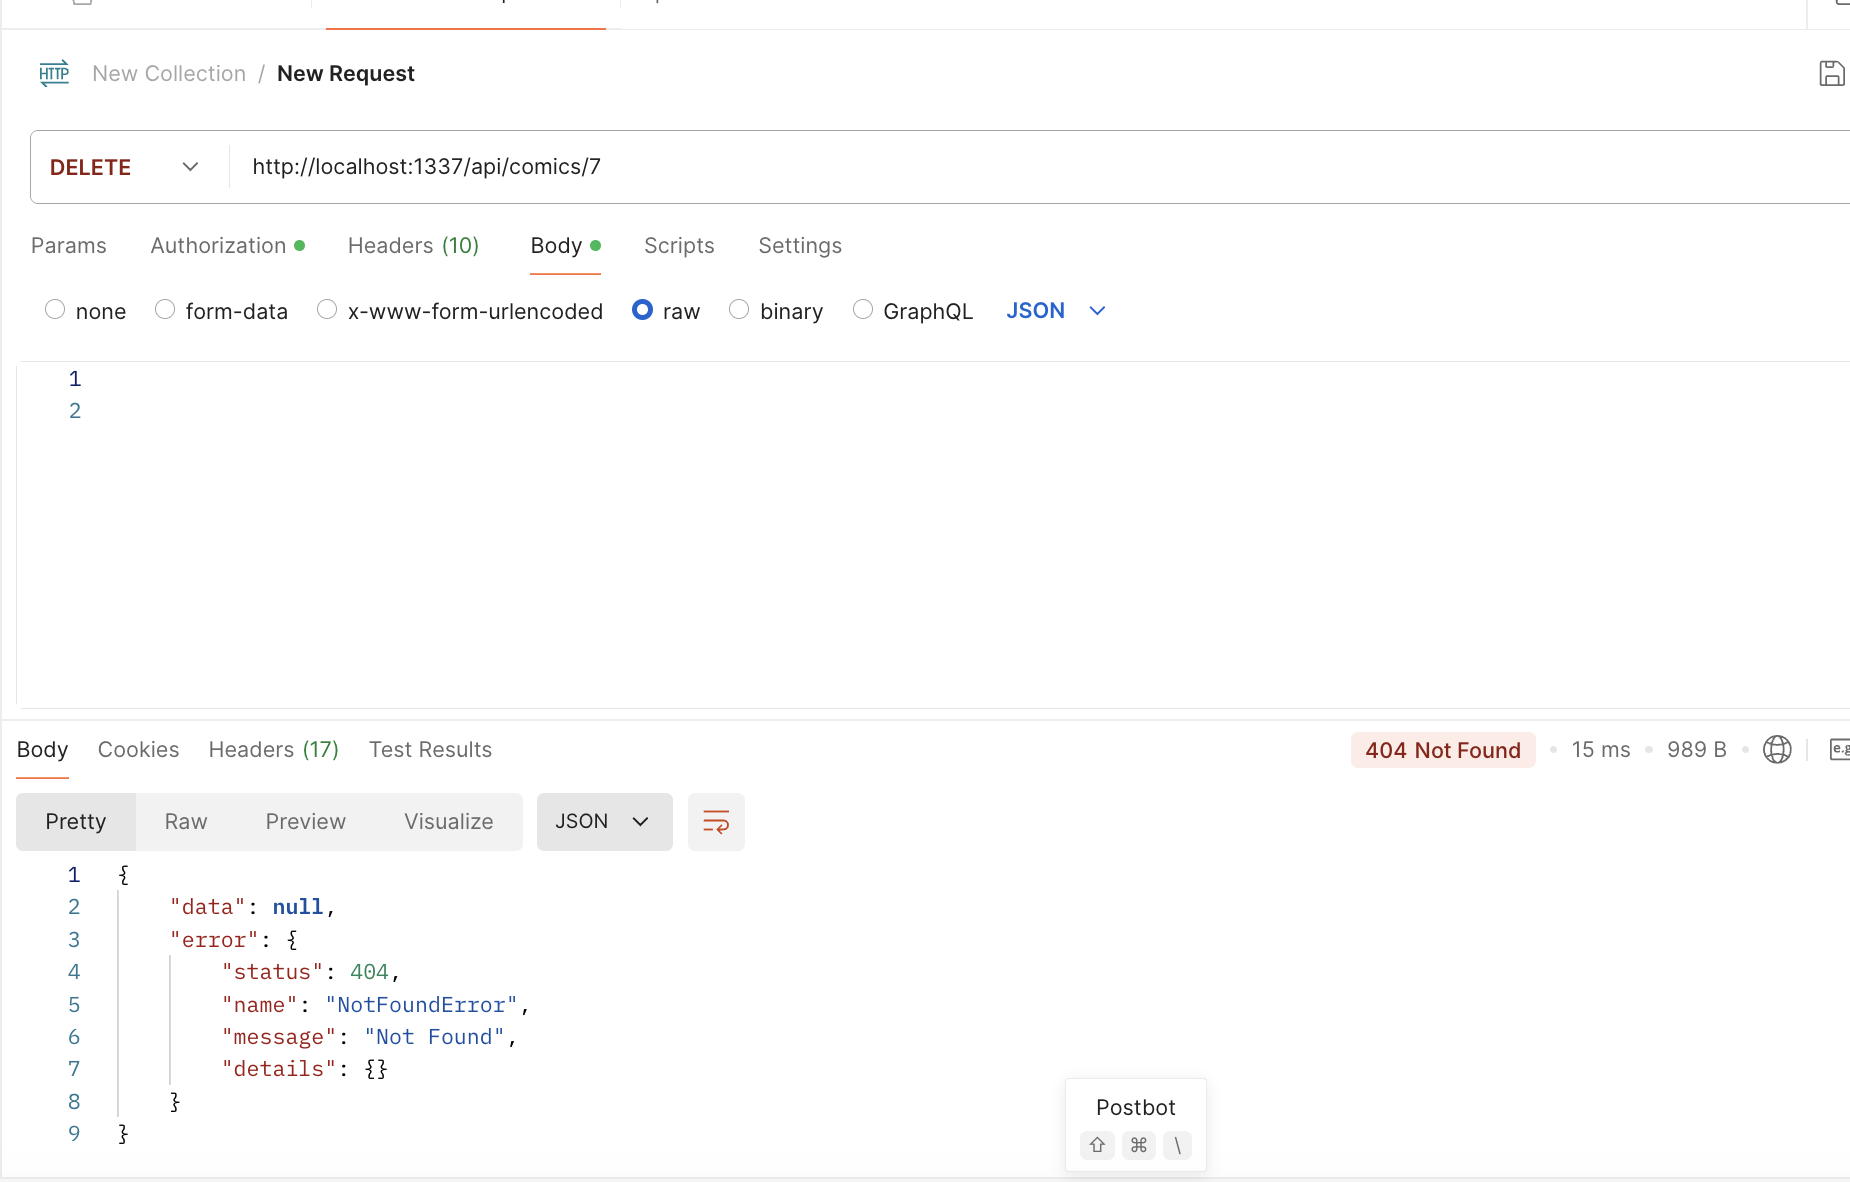 HTTP New Collection / New Request
DELETE http://localhost:1337/api/comics/7
Params Authorization Headers (10) Body Scripts Settings
none form-data x-www-form-urlencoded raw binary GraphQL JSON
1
2
Body Cookies Headers (17) Test Results 404 Not Found 15 ms 989 B e.g
Pretty Raw Preview Visualize JSON
1 {
2 "data": null,
3 "error": {
4 "status": 404,
5 "name": "NotFoundError",
6 "message": "Not Found",
7 "details": {}
8 }
9 }
Postbot
⇧ ⌘ \